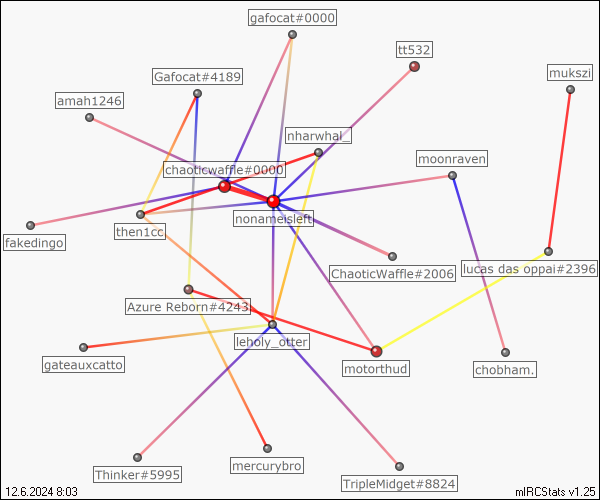 gafocat#0000
tt532
mukszi
Gafocat#4189
amah1246
nharwhal_
moonraven
chaoticwaffle#0000
nonameisleft
then1cc
fakedingo
ChaoticWaffle#2006
lucas das oppai#2396
Azure Reborn#4243
leholy_otter
gateauxcatto
motorthud
chobham.
Thinker#5995
mercurybro
TripleMidget#8824
12.6.2024 8:03
mIRCStats v1.25